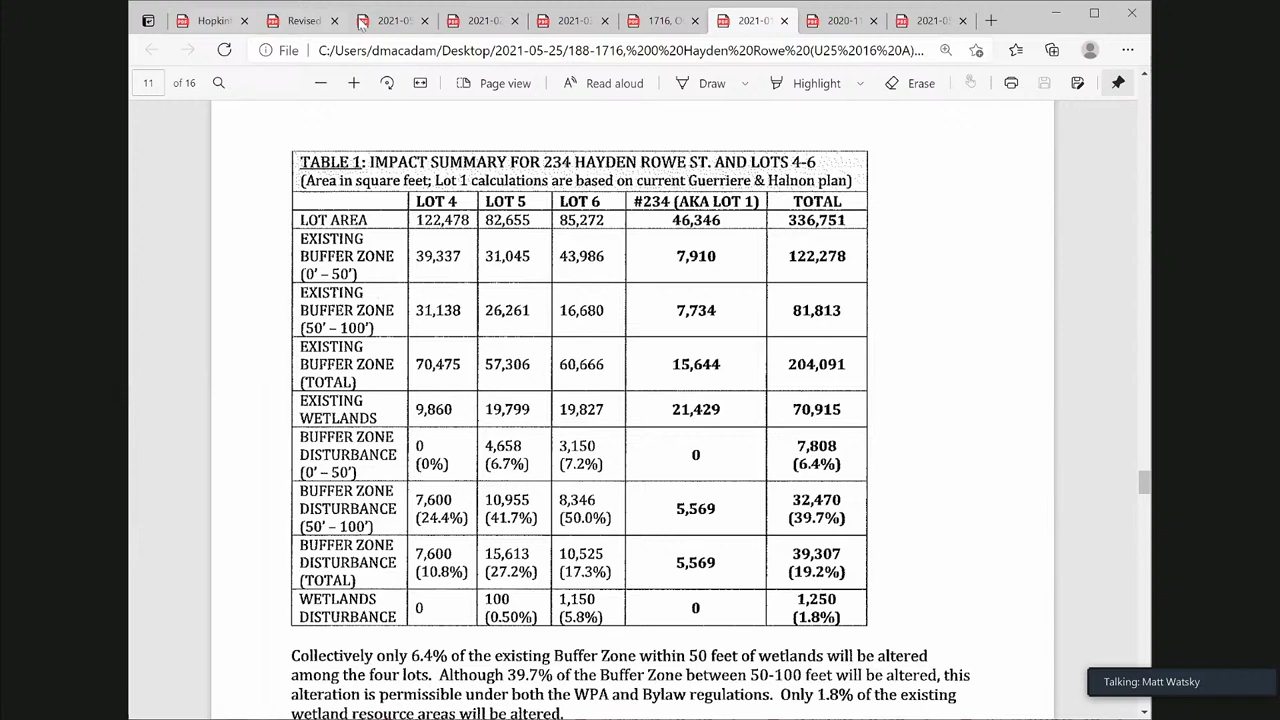 Hopkint
Revised
2021-05
2021-02
2021-03
1716, O
2021-01
2020-11
2021-03
File
C:/Users/dmacadam/Desktop/2021-05-25/188-1716,%200%20Hayden%20Rowe%20(U25%2016%20A)...
11 of 16
Page view
Read aloud
Draw
Highlight
Erase
TABLE 1: IMPACT SUMMARY FOR 234 HAYDEN ROWE ST. AND LOTS 4-6
(Area in square feet; Lot 1 calculations are based on current Guerriere & Halnon plan)
LOT 4 LOT 5 LOT 6 #234 (AKA LOT 1) TOTAL
LOT AREA 122,478 82,655 85,272 46,346 336,751
EXISTING
BUFFER ZONE 39,337 31,045 43,986 7,910 122,278
(0' – 50')
EXISTING
BUFFER ZONE 31,138 26,261 16,680 7,734 81,813
(50' – 100')
EXISTING
BUFFER ZONE 70,475 57,306 60,666 15,644 204,091
(TOTAL)
EXISTING
WETLANDS 9,860 19,799 19,827 21,429 70,915
BUFFER ZONE
DISTURBANCE
(0' – 50')
0
(0%)
4,658
(6.7%)
3,150
(7.2%)
0
7,808
(6.4%)
BUFFER ZONE
DISTURBANCE
(50' – 100')
7,600
(24.4%)
10,955
(41.7%)
8,346
(50.0%)
5,569
32,470
(39.7%)
BUFFER ZONE
DISTURBANCE
(TOTAL)
7,600
(10.8%)
15,613
(27.2%)
10,525
(17.3%)
5,569
39,307
(19.2%)
WETLANDS
DISTURBANCE
0
100
(0.50%)
1,150
(5.8%)
0
1,250
(1.8%)
Collectively only 6.4% of the existing Buffer Zone within 50 feet of wetlands will be altered
among the four lots. Although 39.7% of the Buffer Zone between 50-100 feet will be altered, this
alteration is permissible under both the WPA and Bylaw regulations. Only 1.8% of the existing
wetland resource areas will be altered.
Talking: Matt Watsky